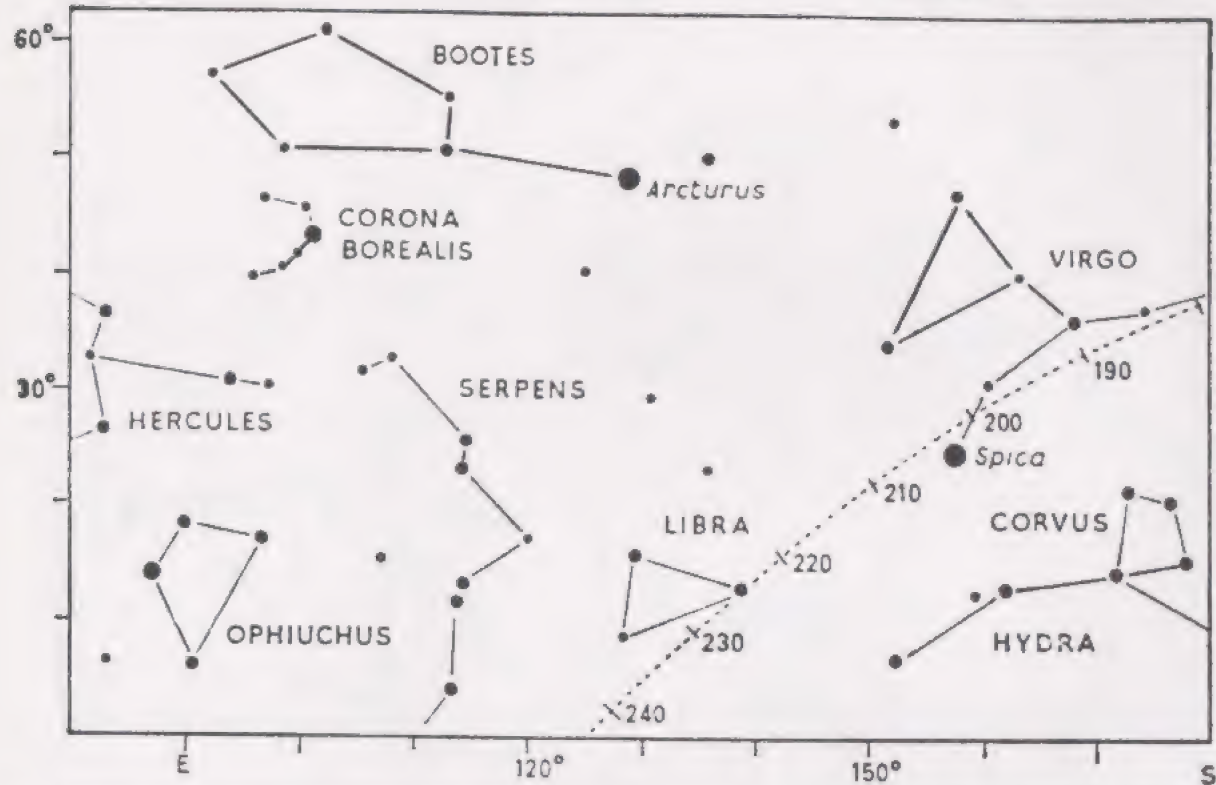 60°
BOOTES
Arcturus
CORONA
BOREALIS
VIRGO
190
30°
SERPENS
HERCULES
200
Spica
210
LIBRA
CORVUS
220
OPHIUCHUS
230
HYDRA
240
E
120°
150°
S